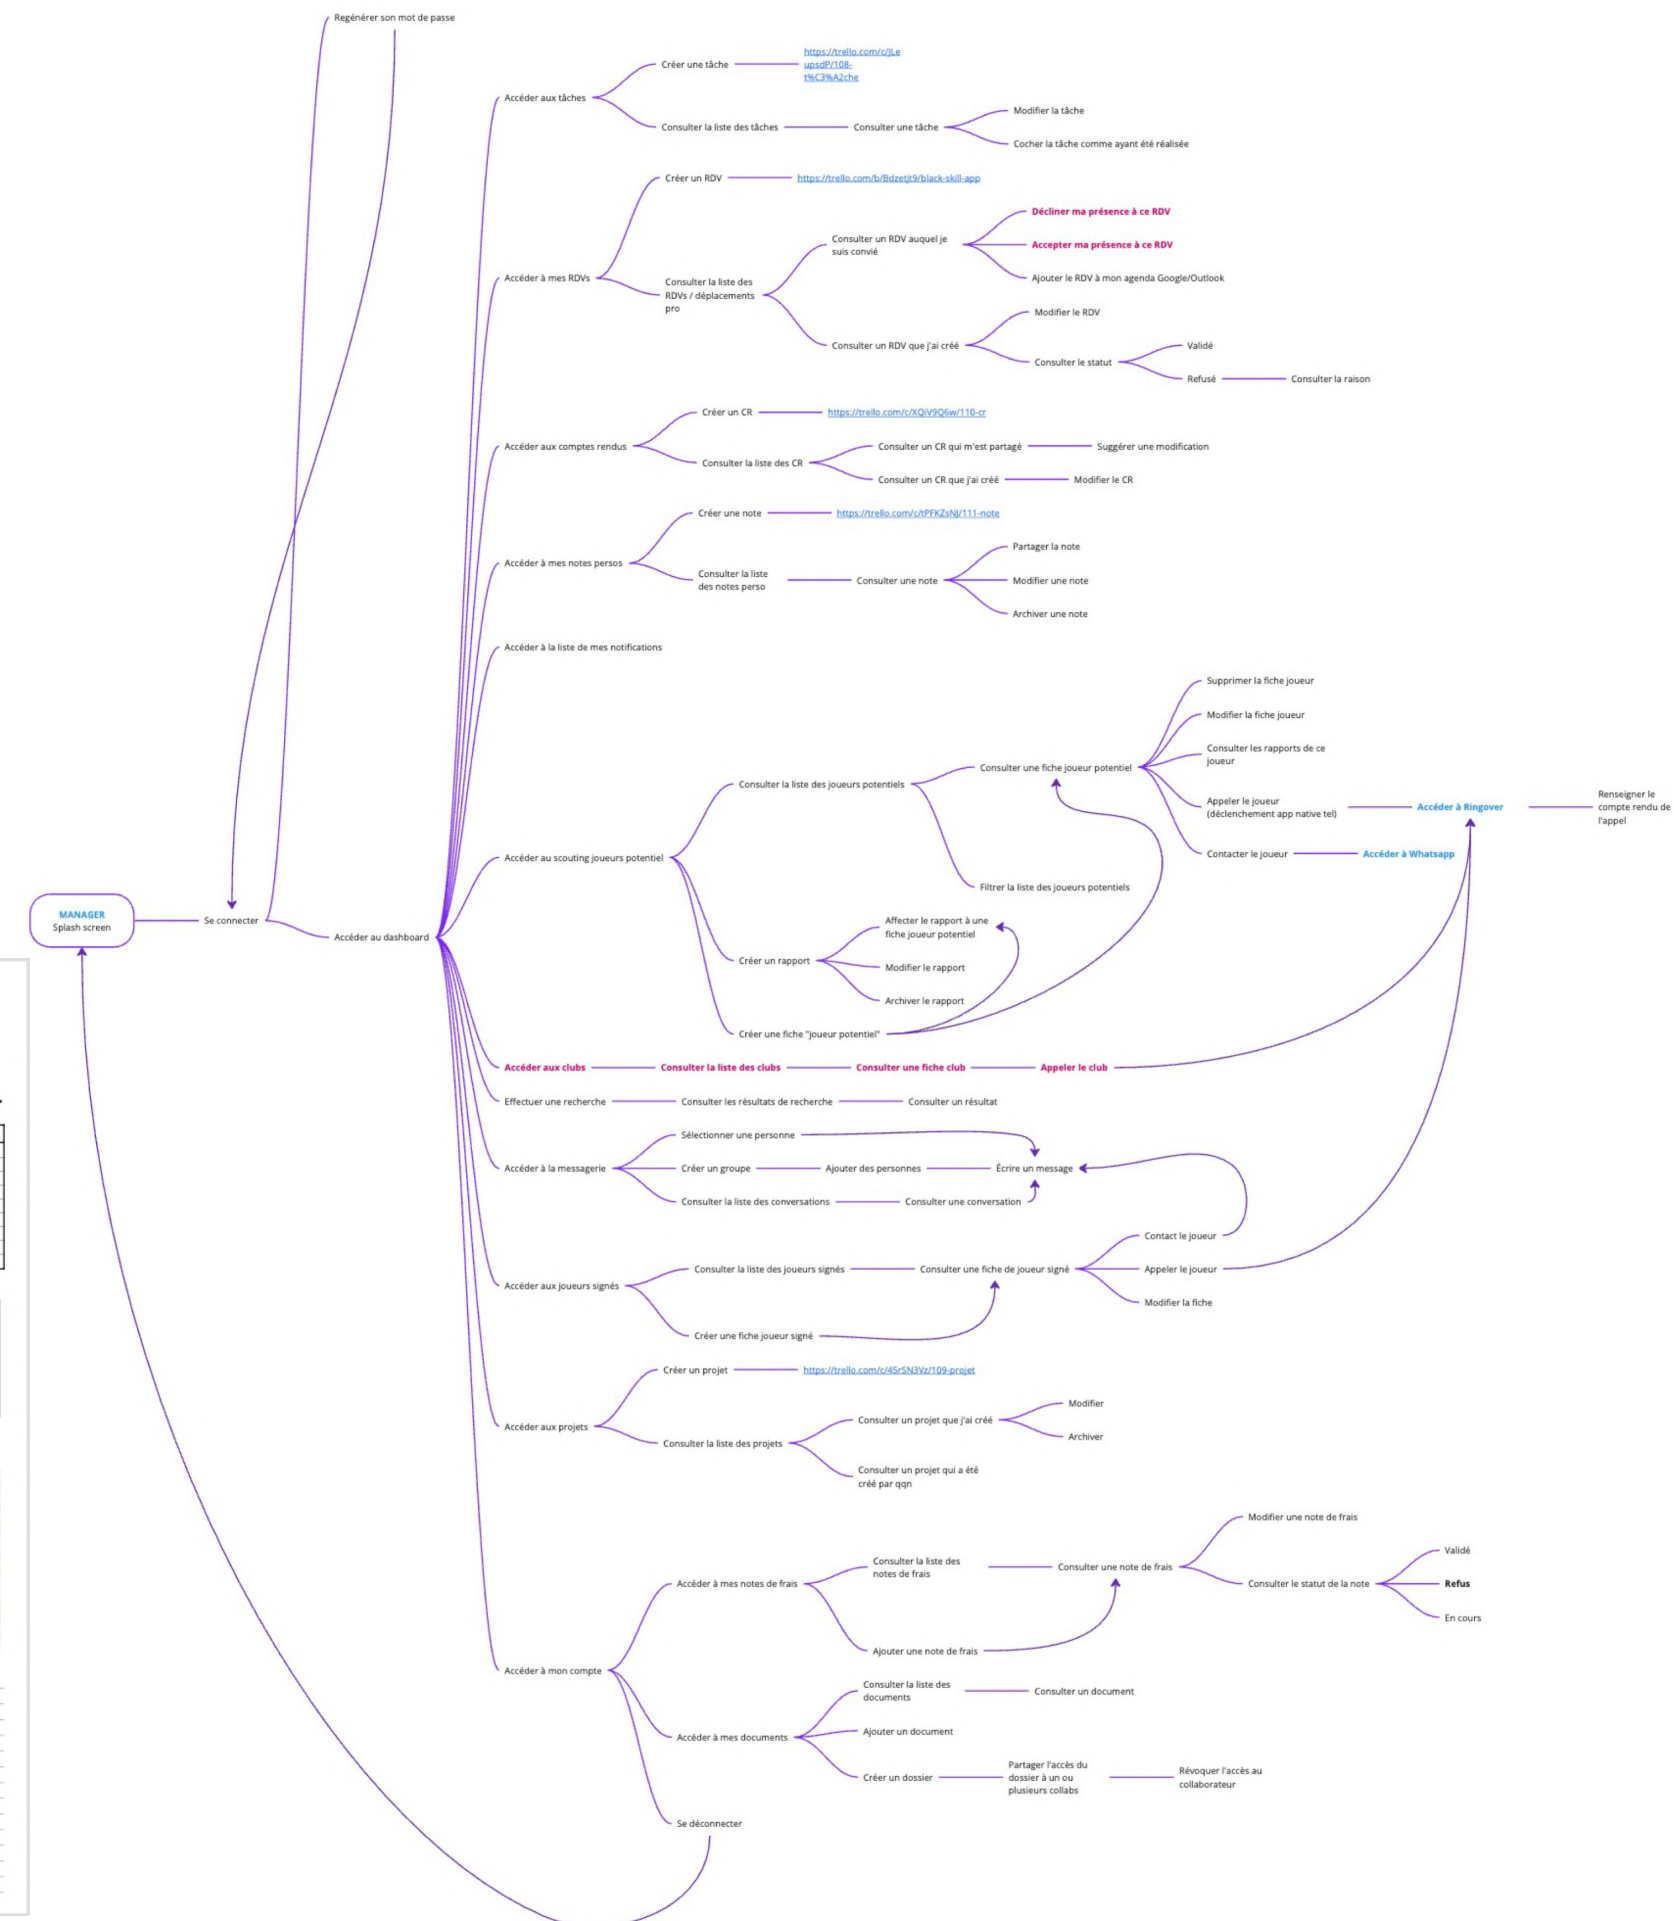 Regénérer son mot de passe
https://trello.com/c/JLe
upsdP/108-
t%C3%A2che
Créer une tâche
Accéder aux tâches
Modifier la tâche
Consulter la liste des tâches
Consulter une tâche
Cocher la tâche comme ayant été réalisée
Créer un RDV
https://trello.com/b/Bdzetjt9/black-skill-app
Décliner ma présence à ce RDV
Consulter un RDV auquel je
suis convié
Accepter ma présence à ce RDV
Accéder à mes RDVs
Ajouter le RDV à mon agenda Google/Outlook
Consulter la liste des
RDVs / déplacements
pro
Modifier le RDV
Consulter un RDV que j'ai créé
Validé
Consulter le statut
Refusé
Consulter la raison
Créer un CR
https://trello.com/c/XQiV9Q6w/110-cr
Accéder aux comptes rendus
Consulter un CR qui m'est partagé
Suggérer une modification
Consulter la liste des CR
Consulter un CR que j'ai créé
Modifier le CR
Créer une note
https://trello.com/c/tPFKZsNJ/111-note
Partager la note
Accéder à mes notes persos
Consulter la liste
des notes perso
Consulter une note
Modifier une note
Archiver une note
Accéder à la liste de mes notifications
Supprimer la fiche joueur
Modifier la fiche joueur
Consulter les rapports de ce
joueur
Consulter une fiche joueur potentiel
Consulter la liste des joueurs potentiels
Appeler le joueur
(déclenchement app native tel)
Accéder à Ringover
Renseigner le
compte rendu de
l'appel
Contacter le joueur
Accéder à Whatsapp
Accéder au scouting joueurs potentiel
Filtrer la liste des joueurs potentiels
MANAGER
Splash screen
Se connecter
Accéder au dashboard
Affecter le rapport à une
fiche joueur potentiel
Créer un rapport
Modifier le rapport
Archiver le rapport
Créer une fiche "joueur potentiel"
Accéder aux clubs
Consulter la liste des clubs
Consulter une fiche club
Appeler le club
Effectuer une recherche
Consulter les résultats de recherche
Consulter un résultat
Sélectionner une personne
Accéder à la messagerie
Créer un groupe
Ajouter des personnes
Écrire un message
Consulter la liste des conversations
Consulter une conversation
Contact le joueur
Accéder aux joueurs signés
Consulter la liste des joueurs signés
Consulter une fiche de joueur signé
Appeler le joueur
Modifier la fiche
Créer une fiche joueur signé
Créer un projet
https://trello.com/c/45rSN3Vz/109-projet
Modifier
Consulter un projet que j'ai créé
Accéder aux projets
Archiver
Consulter la liste des projets
Consulter un projet qui a été
créé par qqn
Modifier une note de frais
Validé
Consulter la liste des
notes de frais
Consulter une note de frais
Accéder à mes notes de frais
Consulter le statut de la note
Refus
En cours
Ajouter une note de frais
Accéder à mon compte
Consulter la liste des
documents
Consulter un document
Accéder à mes documents
Ajouter un document
Créer un dossier
Partager l'accès du
dossier à un ou
plusieurs collabs
Révoquer l'accès au
collaborateur
Se déconnecter